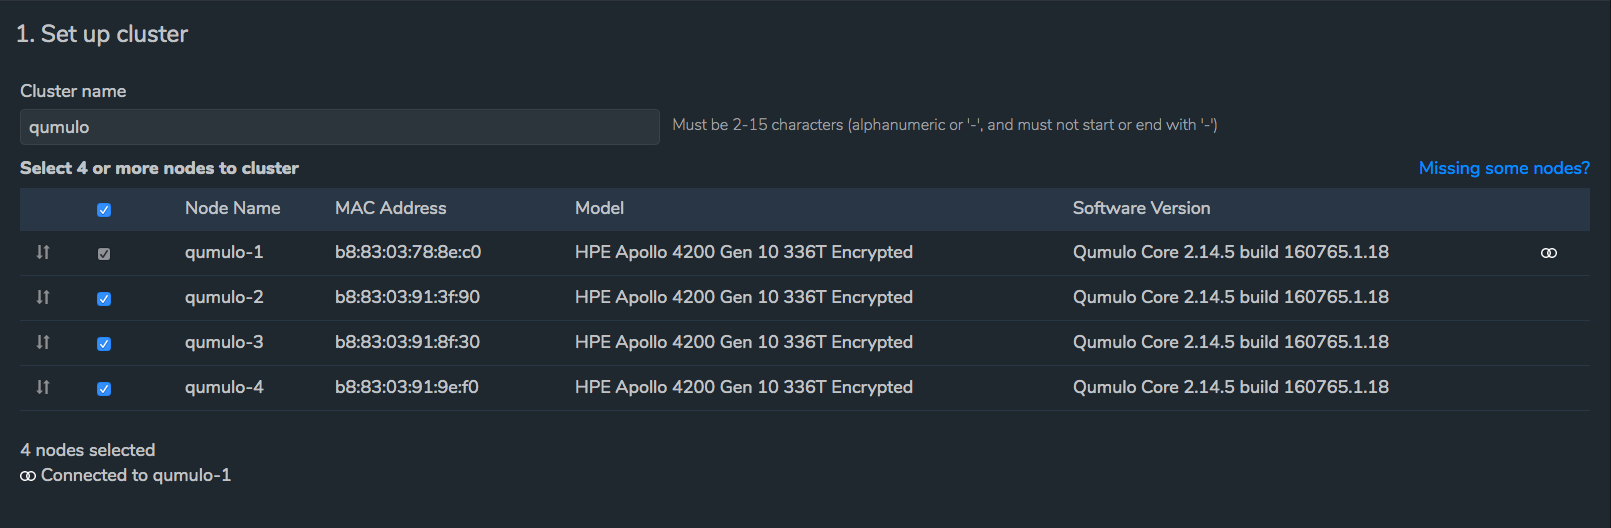 1. Set up cluster
Cluster name
qumulo Must be 2-15 characters (alphanumeric or '-', and must not start or end with '-')
Select 4 or more nodes to cluster Missing some nodes?
Node Name MAC Address Model Software Version
qumulo-1 b8:83:03:78:8e:c0 HPE Apollo 4200 Gen 10 336T Encrypted Qumulo Core 2.14.5 build 160765.1.18
qumulo-2 b8:83:03:91:3f:90 HPE Apollo 4200 Gen 10 336T Encrypted Qumulo Core 2.14.5 build 160765.1.18
qumulo-3 b8:83:03:91:8f:30 HPE Apollo 4200 Gen 10 336T Encrypted Qumulo Core 2.14.5 build 160765.1.18
qumulo-4 b8:83:03:91:9e:f0 HPE Apollo 4200 Gen 10 336T Encrypted Qumulo Core 2.14.5 build 160765.1.18
4 nodes selected
Connected to qumulo-1